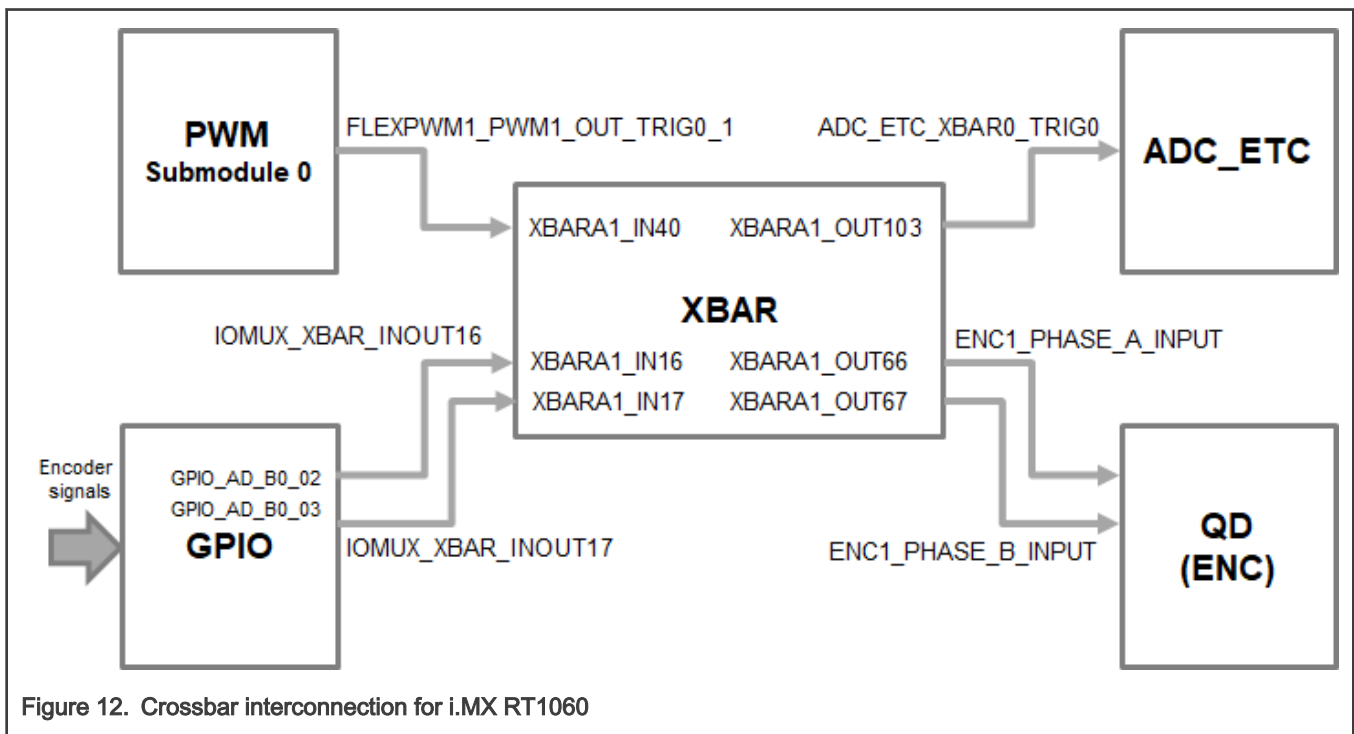 PWM
Submodule 0
FLEXPWM1_PWM1_OUT_TRIG0_1
ADC_ETC_XBAR0_TRIG0
ADC_ETC
XBARA1_IN40
XBARA1_OUT103
XBAR
IOMUX_XBAR_INOUT16
ENC1_PHASE_A_INPUT
XBARA1_IN16
XBARA1_OUT66
XBARA1_IN17
XBARA1_OUT67
Encoder
signals
GPIO_AD_B0_02
GPIO_AD_B0_03
GPIO
IOMUX_XBAR_INOUT17
ENC1_PHASE_B_INPUT
QD
(ENC)
Figure 12. Crossbar interconnection for i.MX RT1060